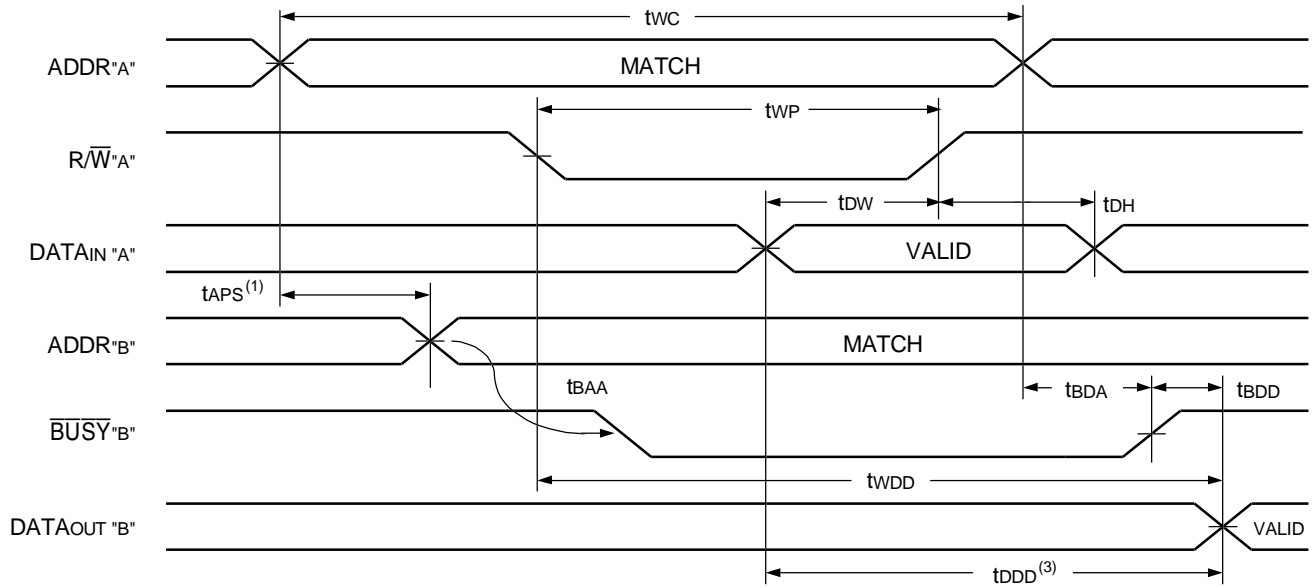 tWC
ADDR"A"
MATCH
tWP
R/W̅"A"
tDW
tDH
DATAIN "A"
VALID
tAPS(1)
ADDR"B"
MATCH
tBAA
tBDA
tBDD
B̅U̅S̅Y̅"B"
tWDD
DATAOUT "B"
VALID
tDDD(3)